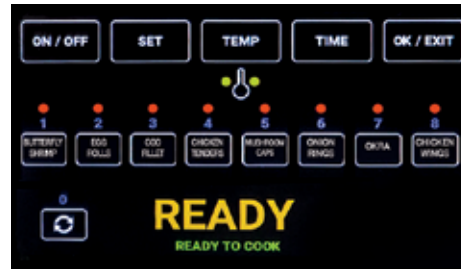 ON / OFF SET TEMP TIME OK / EXIT
1 2 3 4 5 6 7 8
BUTTERFLY SHRIMP
EGG ROLLS
COD FILLET
CHICKEN TENDERS
MUSHROOM CAPS
ONION RINGS
OKRA
CHICKEN WINGS
0
READY
READY TO COOK